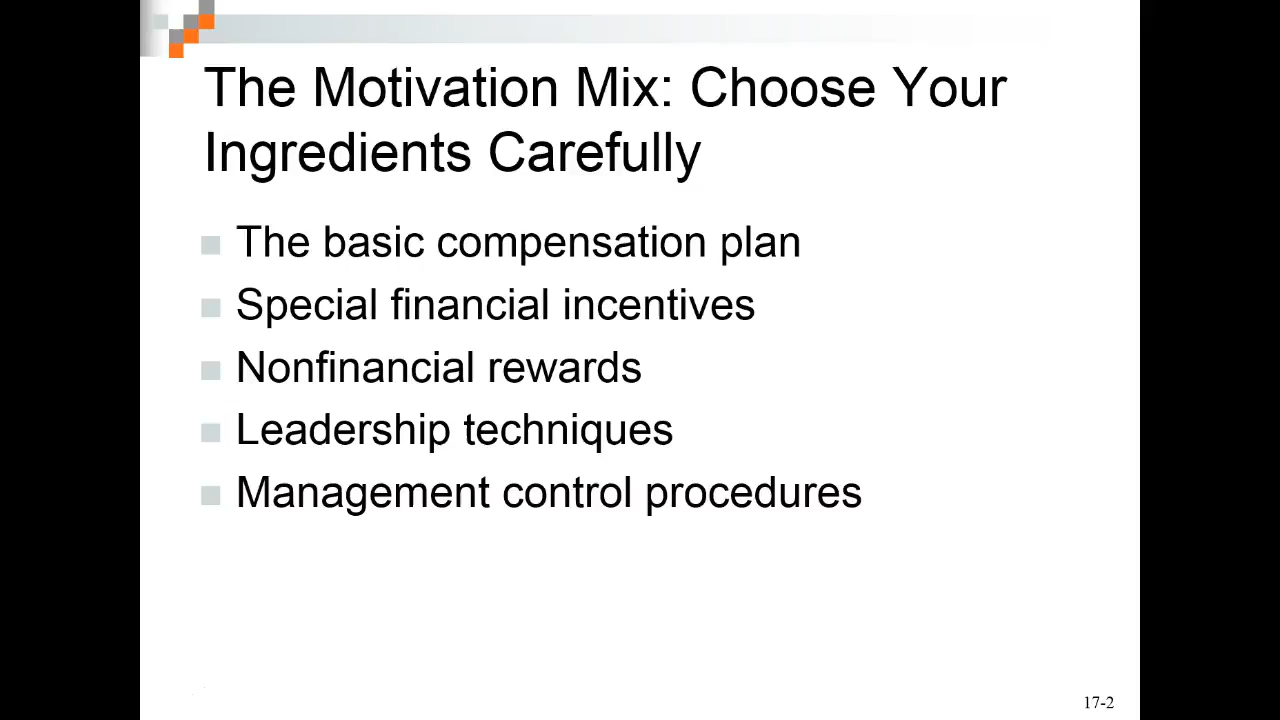 The Motivation Mix: Choose Your
Ingredients Carefully
The basic compensation plan
Special financial incentives
Nonfinancial rewards
Leadership techniques
Management control procedures
17-2